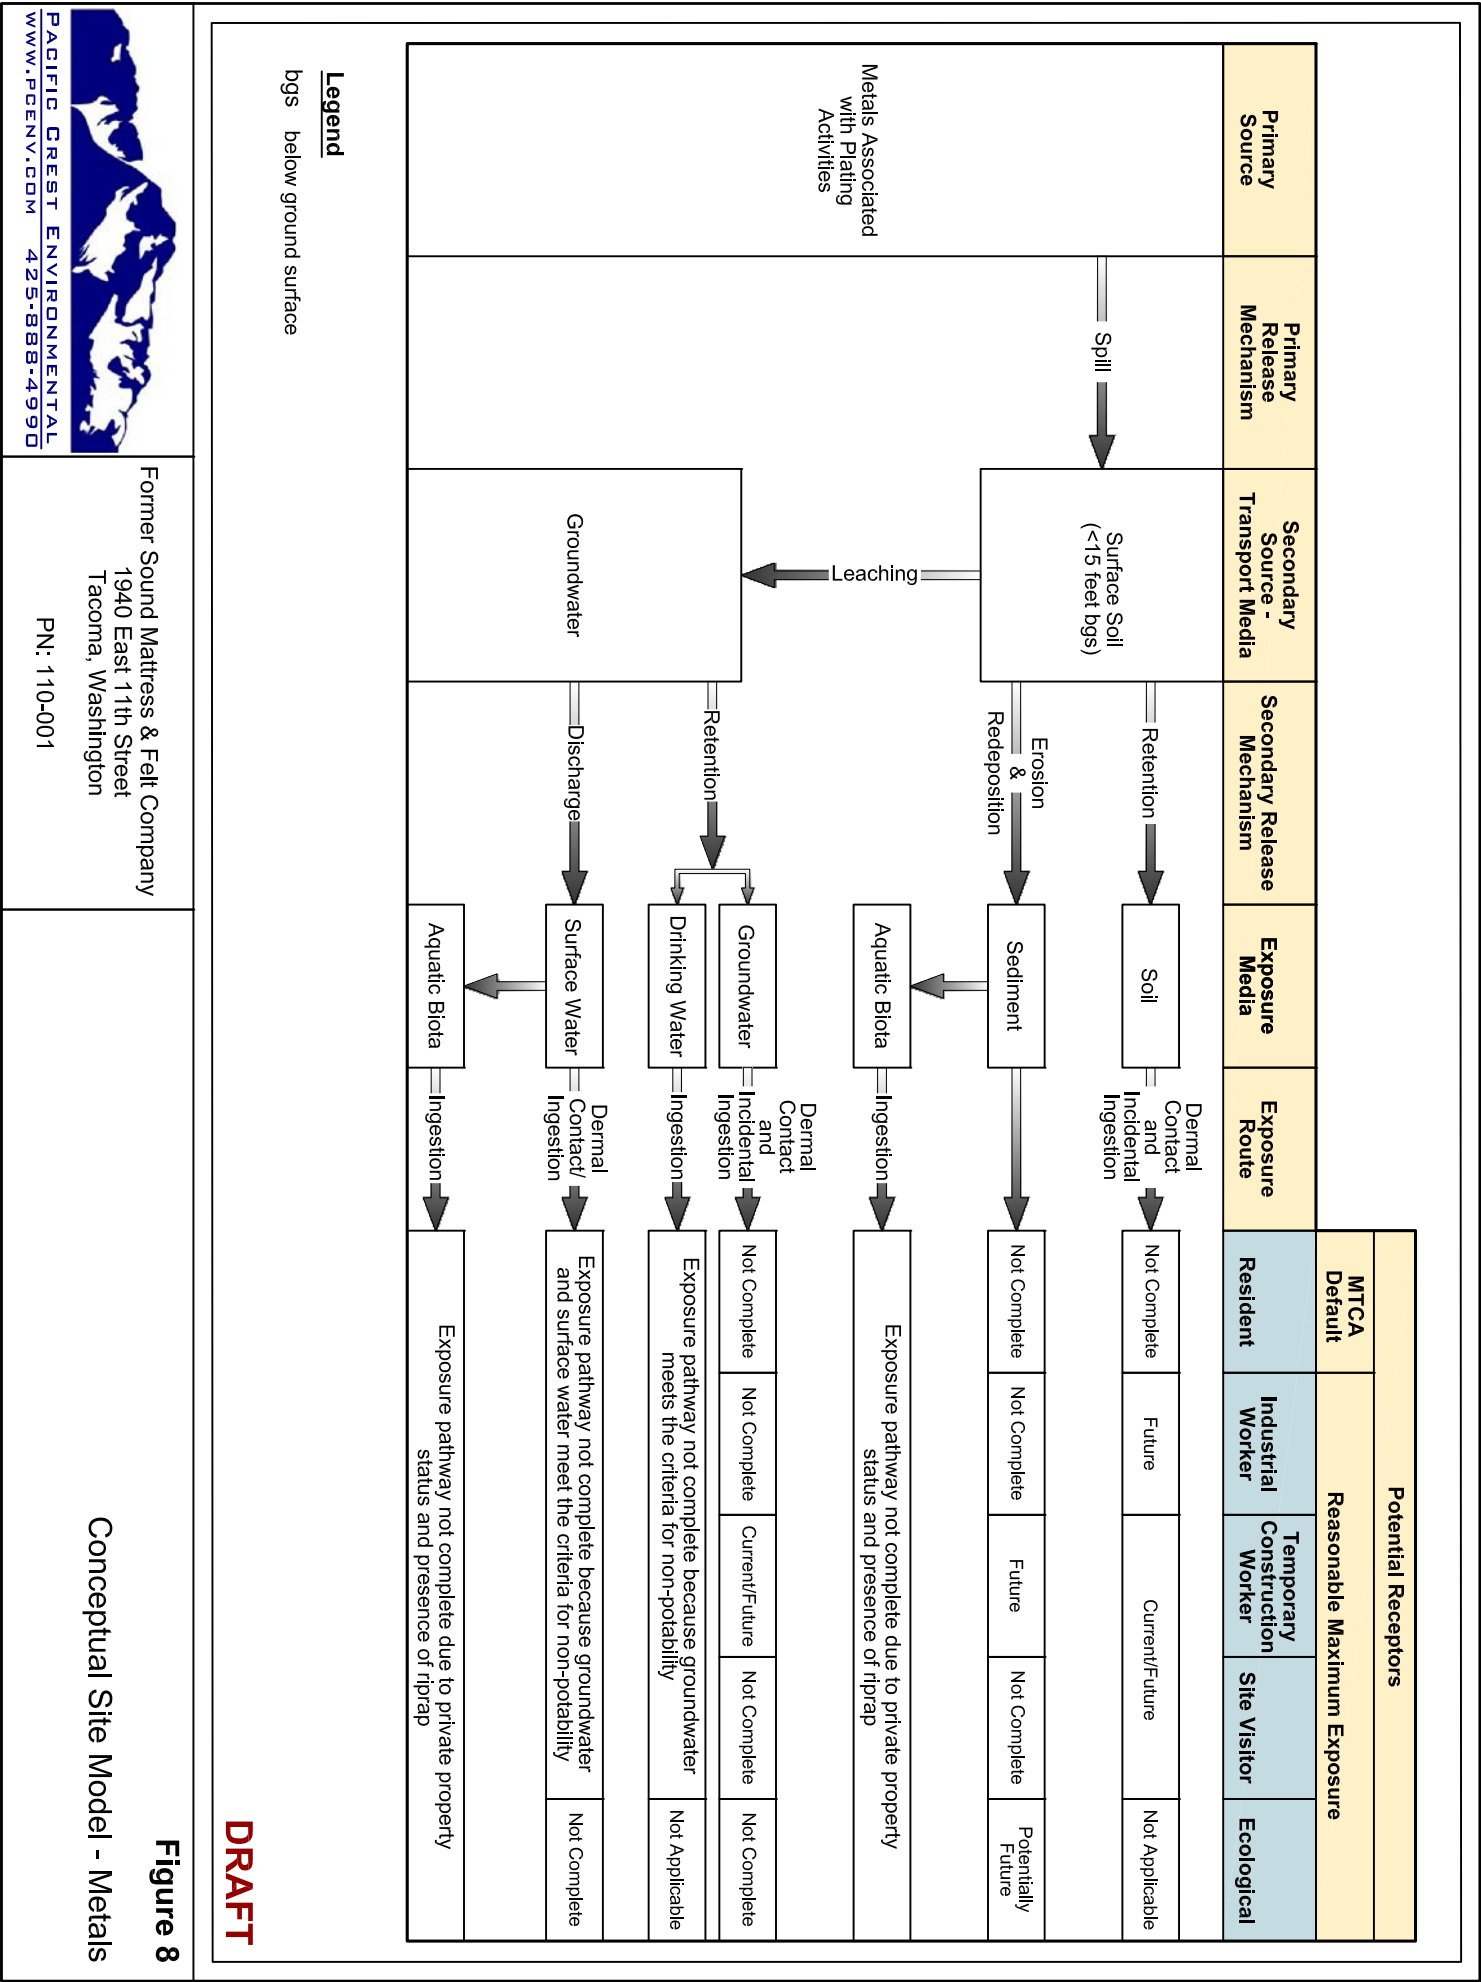 Potential Receptors
MTCA
Default
Reasonable Maximum Exposure
Primary
Source
Primary
Release
Mechanism
Secondary
Source -
Transport Media
Secondary Release
Mechanism
Exposure
Media
Exposure
Route
Resident
Industrial
Worker
Temporary
Construction
Worker
Site Visitor
Ecological
Metals Associated
with Plating
Activities
Spill
Surface Soil
(<15 feet bgs)
Leaching
Groundwater
Retention
Soil
Dermal
Contact
and
Incidental
Ingestion
Not Complete
Future
Current/Future
Not Applicable
Erosion
&
Redeposition
Sediment
Not Complete
Not Complete
Future
Not Complete
Potentially
Future
Aquatic Biota
Ingestion
Exposure pathway not complete due to private property
status and presence of riprap
Retention
Groundwater
Dermal
Contact
and
Incidental
Ingestion
Not Complete
Not Complete
Current/Future
Not Complete
Not Complete
Drinking Water
Ingestion
Exposure pathway not complete because groundwater
meets the criteria for non-potability
Not Applicable
Discharge
Surface Water
Dermal
Contact/
Ingestion
Exposure pathway not complete because groundwater
and surface water meet the criteria for non-potability
Not Complete
Aquatic Biota
Ingestion
Exposure pathway not complete due to private property
status and presence of riprap
Legend
bgs below ground surface
DRAFT
PACIFIC CREST ENVIRONMENTAL
WWW.PCENV.COM 425-888-4990
Former Sound Mattress & Felt Company
1940 East 11th Street
Tacoma, Washington
PN: 110-001
Figure 8
Conceptual Site Model - Metals